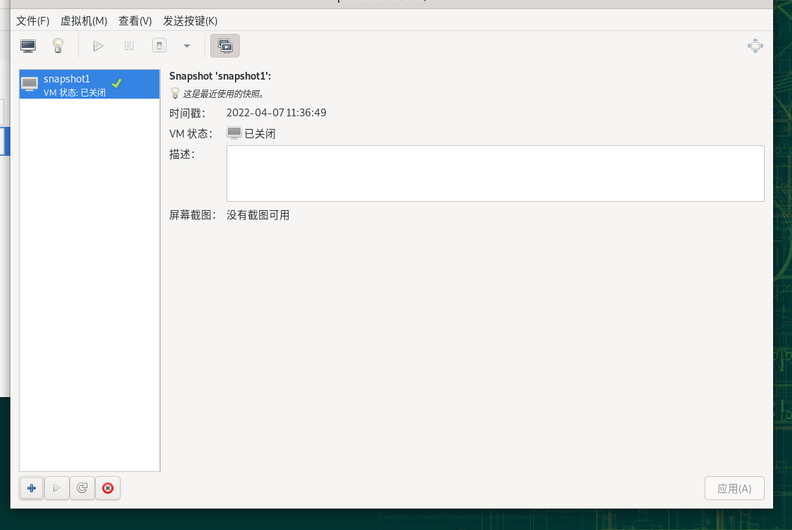 文件(F) 虚拟机(M) 查看(V) 发送按键(K)
snapshot1
VM 状态: 已关闭
Snapshot 'snapshot1':
这是最近使用的快照。
时间戳： 2022-04-07 11:36:49
VM 状态： 已关闭
描述：
屏幕截图： 没有截图可用
应用(A)